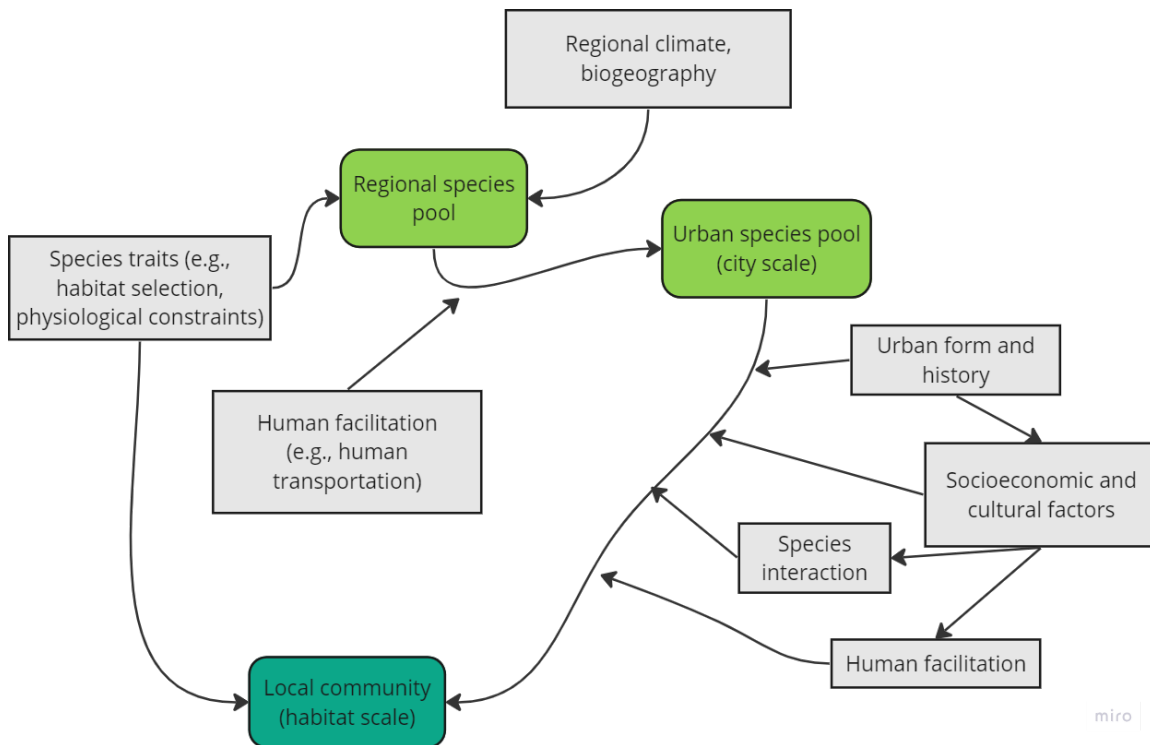 Regional climate,
biogeography
Regional species
pool
Urban species pool
(city scale)
Species traits (e.g.,
habitat selection,
physiological constraints)
Urban form and
history
Human facilitation
(e.g., human
transportation)
Socioeconomic and
cultural factors
Species
interaction
Human facilitation
Local community
(habitat scale)
miro